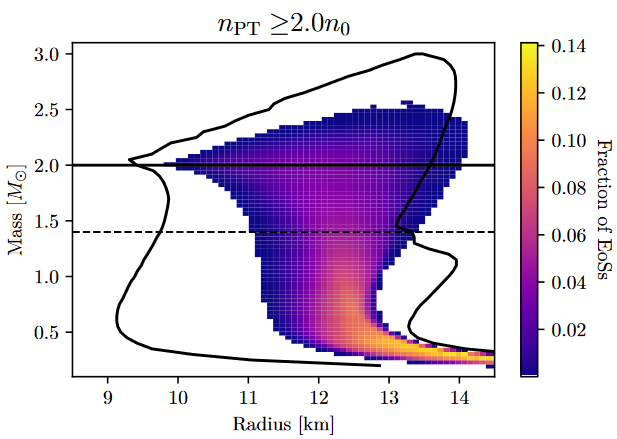 n_PT ≥2.0n_0
3.0
2.5
2.0
1.5
1.0
0.5
Mass [M_⊙]
9 10 11 12 13 14
Radius [km]
0.14
0.12
0.10
0.08
0.06
0.04
0.02
Fraction of EoSs